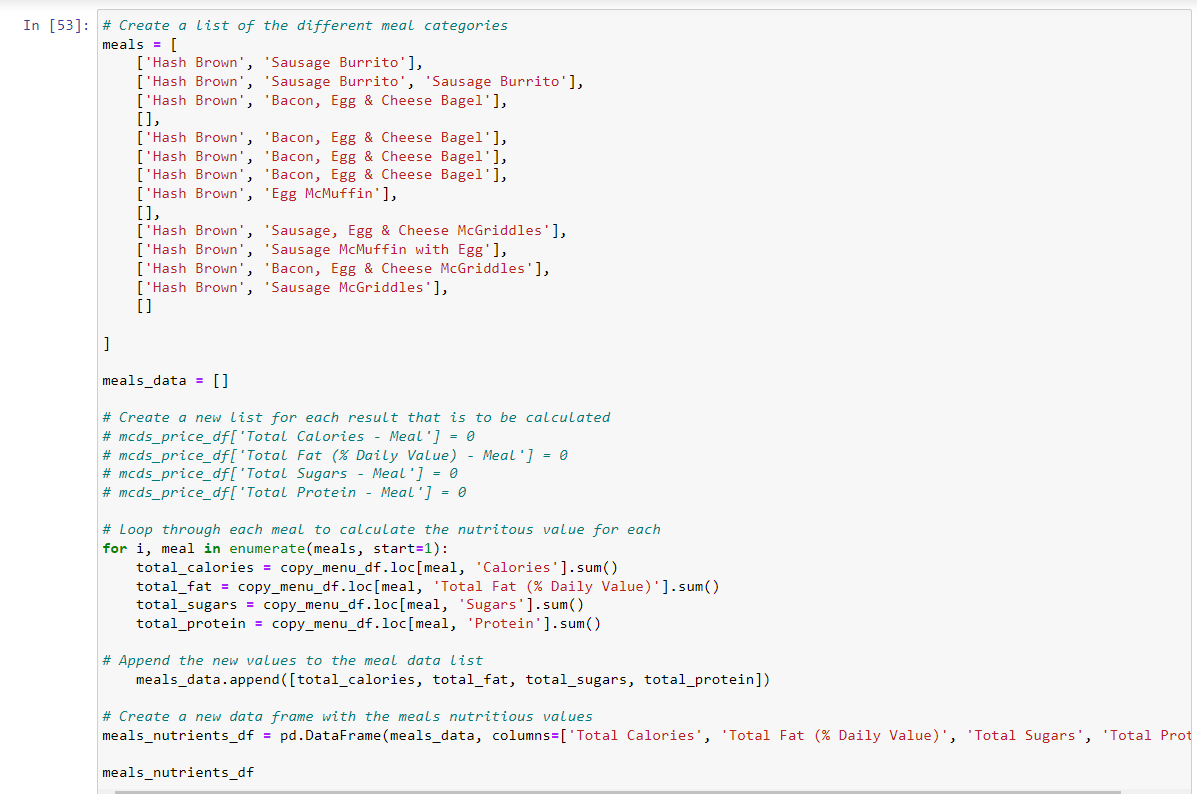 In [53]: # Create a list of the different meal categories
meals = [
    ['Hash Brown', 'Sausage Burrito'],
    ['Hash Brown', 'Sausage Burrito', 'Sausage Burrito'],
    ['Hash Brown', 'Bacon, Egg & Cheese Bagel'],
    [],
    ['Hash Brown', 'Bacon, Egg & Cheese Bagel'],
    ['Hash Brown', 'Bacon, Egg & Cheese Bagel'],
    ['Hash Brown', 'Bacon, Egg & Cheese Bagel'],
    ['Hash Brown', 'Egg McMuffin'],
    [],
    ['Hash Brown', 'Sausage, Egg & Cheese McGriddles'],
    ['Hash Brown', 'Sausage McMuffin with Egg'],
    ['Hash Brown', 'Bacon, Egg & Cheese McGriddles'],
    ['Hash Brown', 'Sausage McGriddles'],
    []
]
meals_data = []
# Create a new list for each result that is to be calculated
# mcds_price_df['Total Calories - Meal'] = 0
# mcds_price_df['Total Fat (% Daily Value) - Meal'] = 0
# mcds_price_df['Total Sugars - Meal'] = 0
# mcds_price_df['Total Protein - Meal'] = 0
# Loop through each meal to calculate the nutritous value for each
for i, meal in enumerate(meals, start=1):
    total_calories = copy_menu_df.loc[meal, 'Calories'].sum()
    total_fat = copy_menu_df.loc[meal, 'Total Fat (% Daily Value)'].sum()
    total_sugars = copy_menu_df.loc[meal, 'Sugars'].sum()
    total_protein = copy_menu_df.loc[meal, 'Protein'].sum()
# Append the new values to the meal data list
    meals_data.append([total_calories, total_fat, total_sugars, total_protein])
# Create a new data frame with the meals nutritious values
meals_nutrients_df = pd.DataFrame(meals_data, columns=['Total Calories', 'Total Fat (% Daily Value)', 'Total Sugars', 'Total Prot
meals_nutrients_df